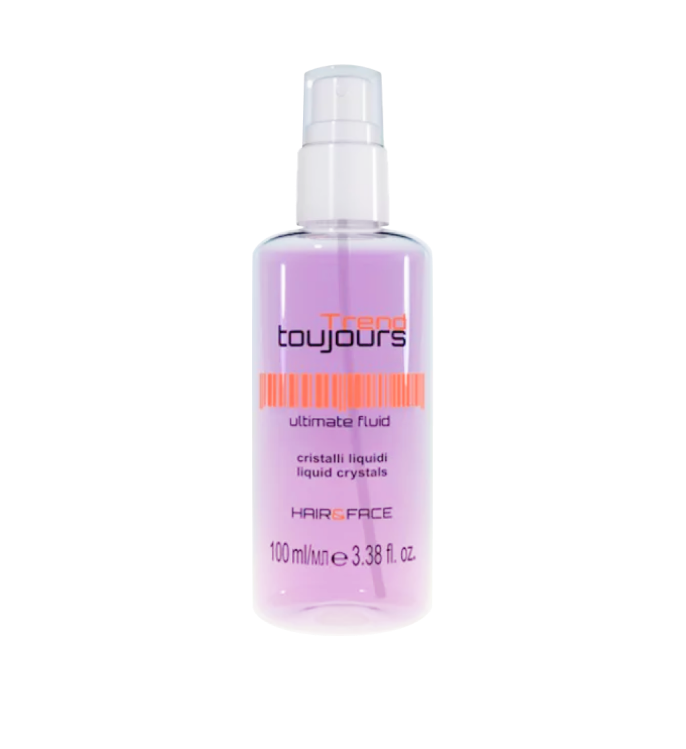 Trend
toujours
ultimate fluid
cristalli liquidi
liquid crystals
HAIR&FACE
100 ml/мл e 3.38 fl. oz.